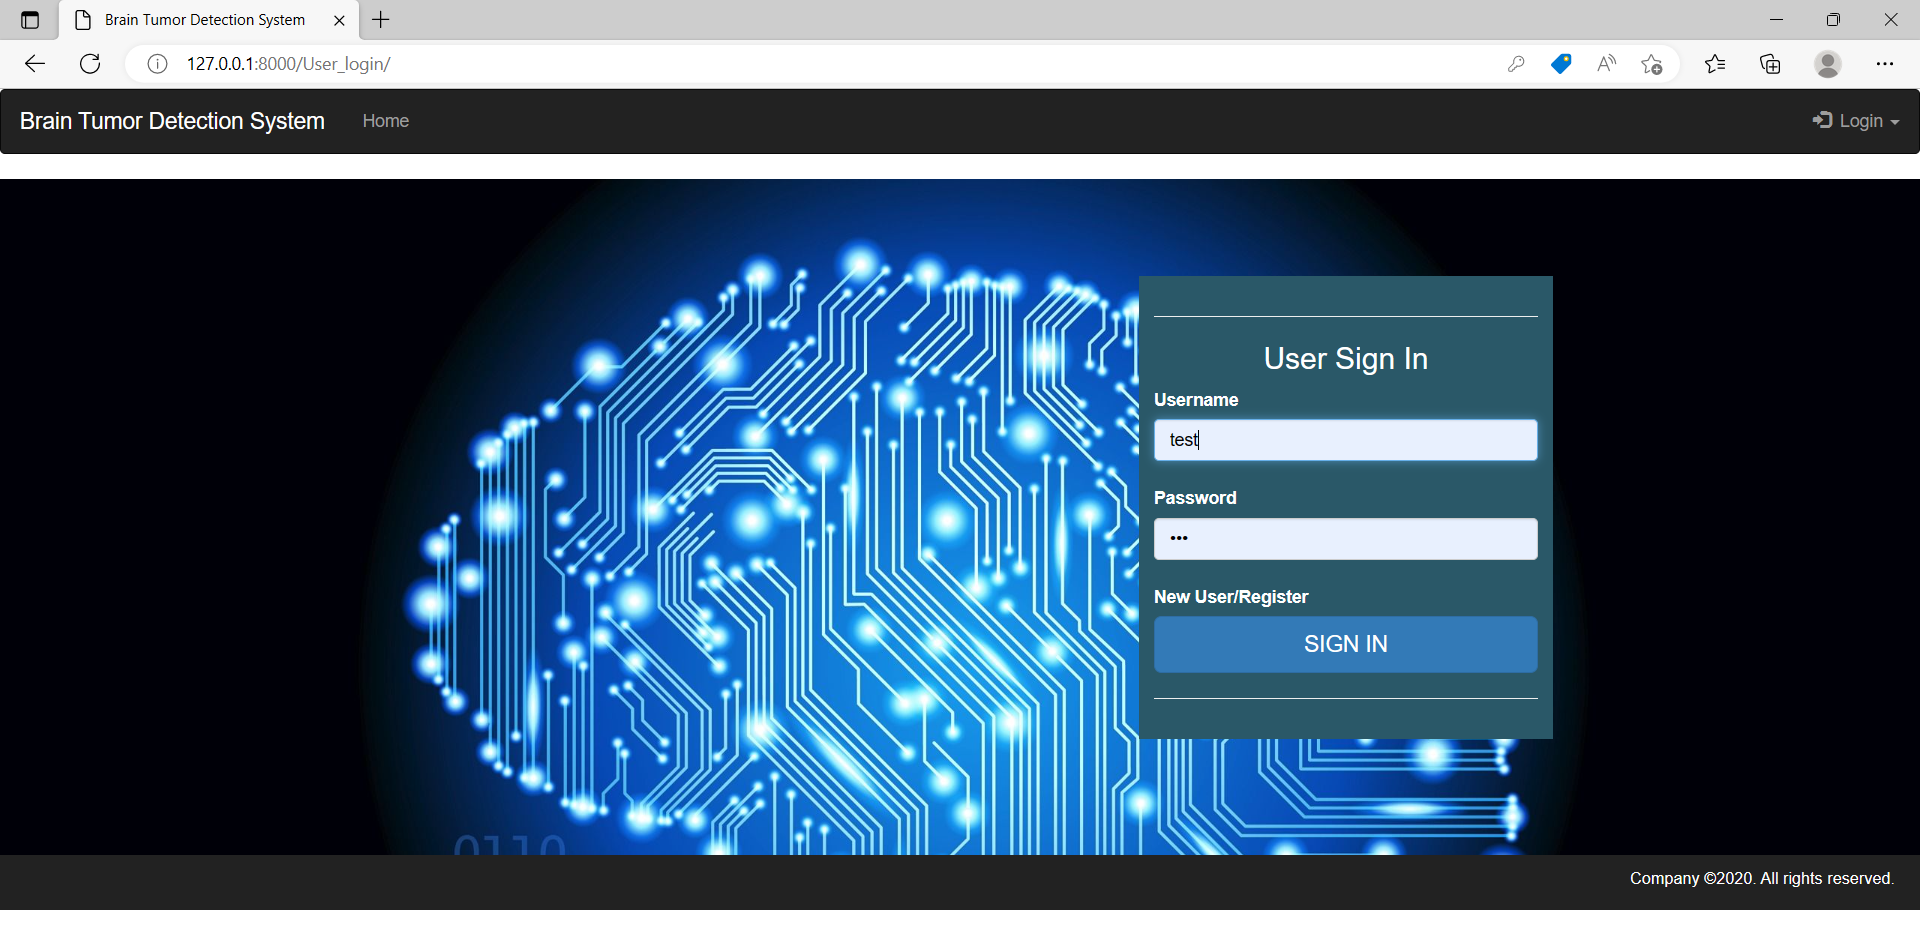 Brain Tumor Detection System
127.0.0.1:8000/User_login/
Brain Tumor Detection System Home Login
User Sign In
Username
test
Password
•••
New User/Register
SIGN IN
0110
Company ©2020. All rights reserved.